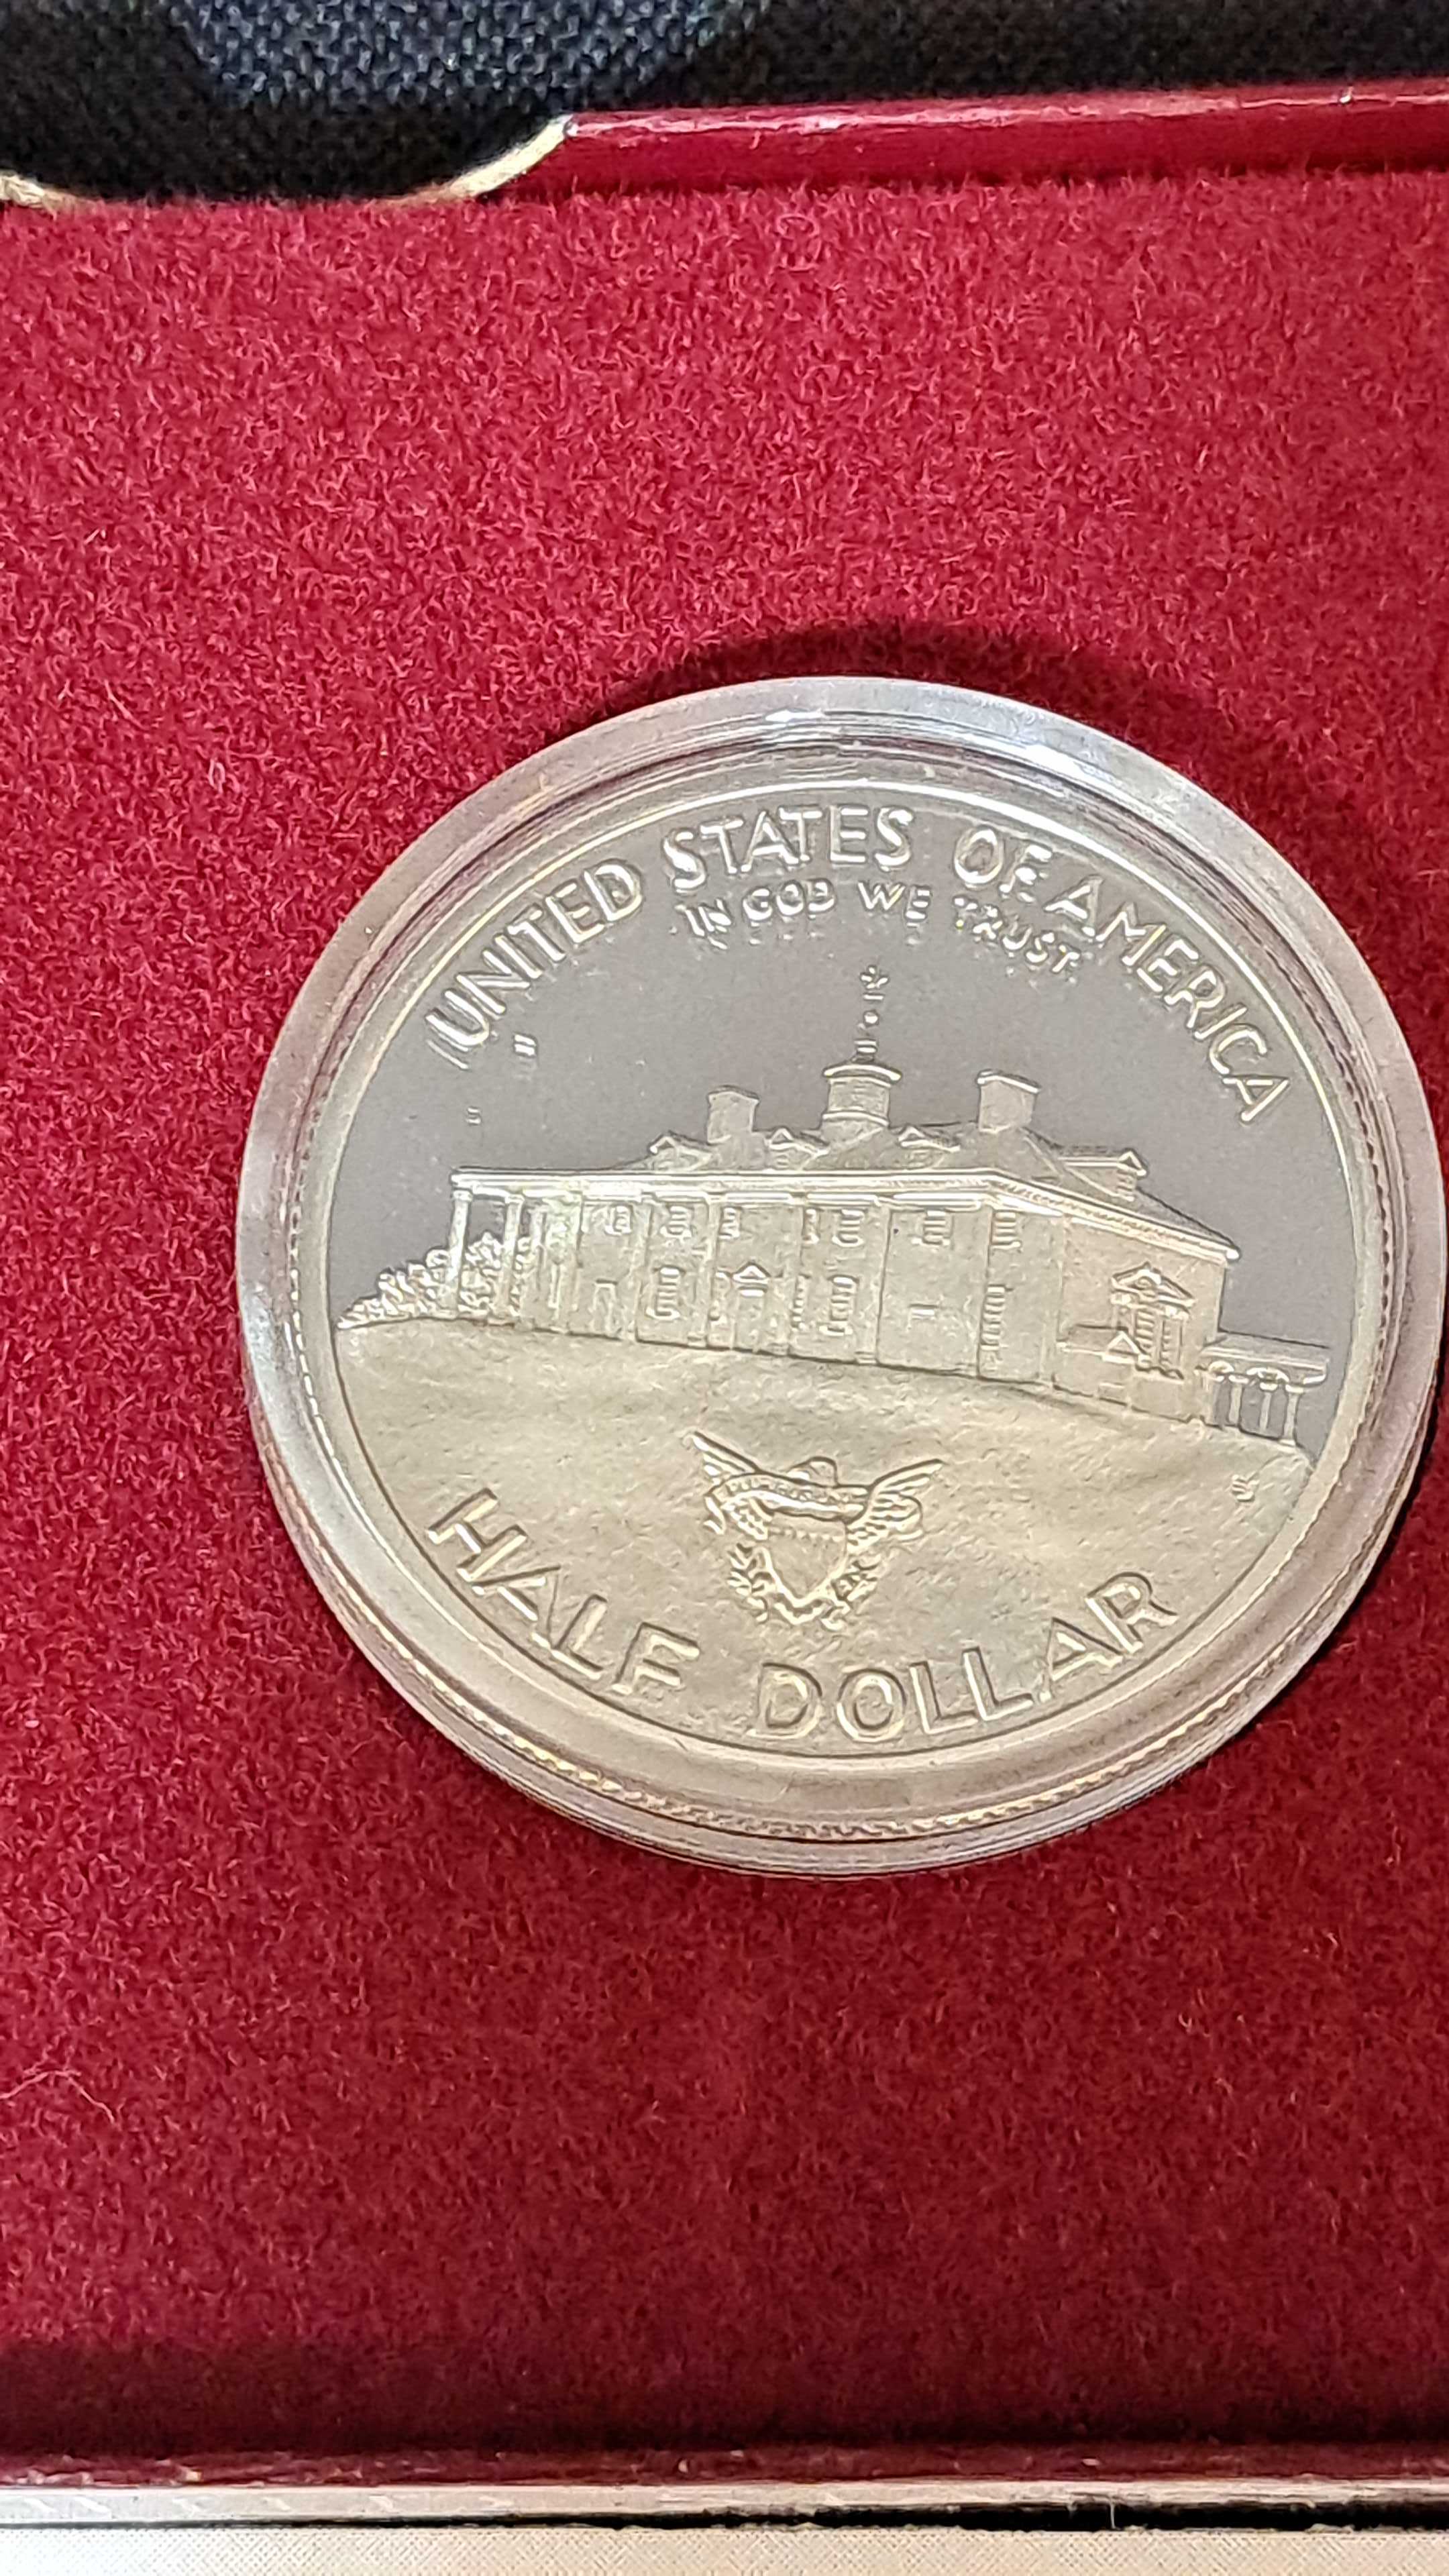 UNITED STATES OF AMERICA
IN GOD WE TRUST
HALF DOLLAR